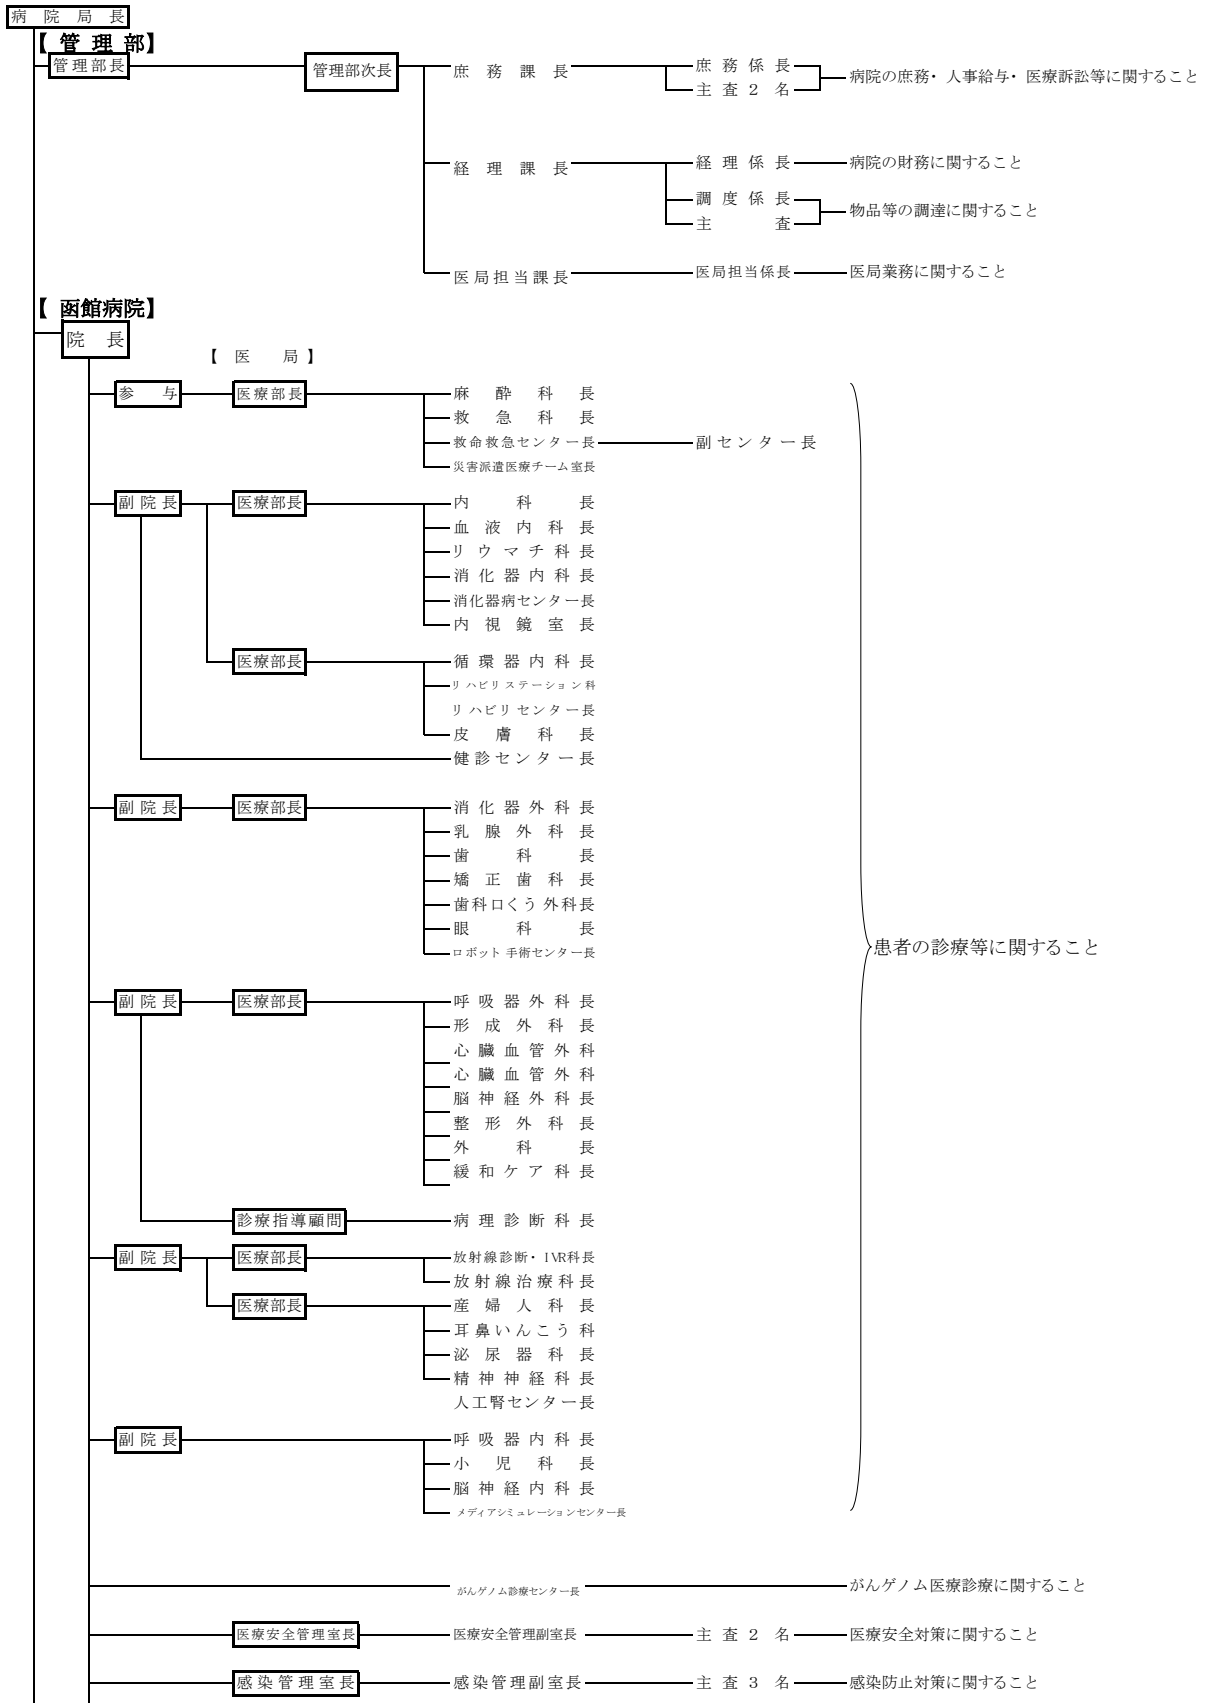 病院局長
【管理部】
管理部長 管理部次長 庶務課長 庶務係長 病院の庶務・人事給与・医療訴訟等に関すること
主査2名
経理課長 経理係長 病院の財務に関すること
調度係長 物品等の調達に関すること
主査
医局担当課長 医局担当係長 医局業務に関すること
【函館病院】
院長
【医局】
参与 医療部長 麻酔科長
救急科長
救命救急センター長 副センター長
災害派遣医療チーム室長
副院長 医療部長 内科長
血液内科長
リウマチ科長
消化器内科長
消化器病センター長
内視鏡室長
医療部長 循環器内科長
リハビリステーション科
リハビリセンター長
皮膚科長
健診センター長
副院長 医療部長 消化器外科長
乳腺外科長
歯科長
矯正歯科長
歯科口くう外科長
眼科長
ロボット手術センター長
患者の診療等に関すること
副院長 医療部長 呼吸器外科長
形成外科長
心臓血管外科
心臓血管外科
脳神経外科長
整形外科長
外科長
緩和ケア科長
診療指導顧問 病理診断科長
副院長 医療部長 放射線診断・IVR科長
放射線治療科長
医療部長 産婦人科長
耳鼻いんこう科
泌尿器科長
精神神経科長
人工腎センター長
副院長 呼吸器内科長
小児科長
脳神経内科長
メディアシミュレーションセンター長
がんゲノム診療センター長 がんゲノム医療診療に関すること
医療安全管理室長 医療安全管理副室長 主査2名 医療安全対策に関すること
感染管理室長 感染管理副室長 主査3名 感染防止対策に関すること